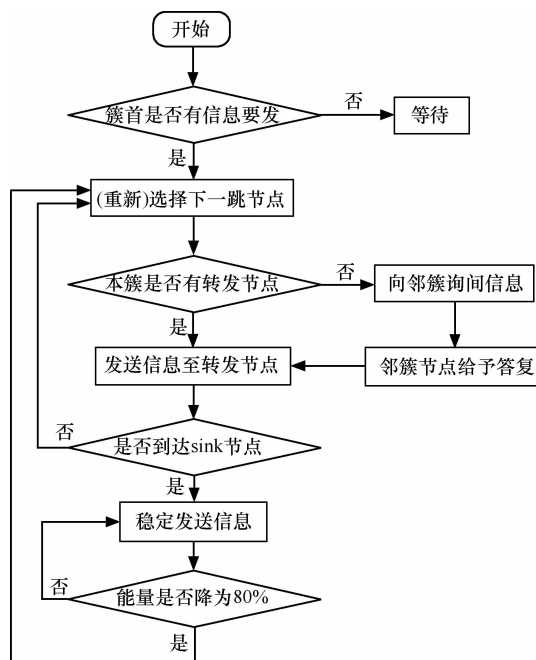 开始
簇首是否有信息要发
否
等待
是
(重新)选择下一跳节点
本簇是否有转发节点
否
向邻簇询间信息
是
发送信息至转发节点
邻簇节点给予答复
否
是否到达sink节点
是
稳定发送信息
否
能量是否降为80%
是